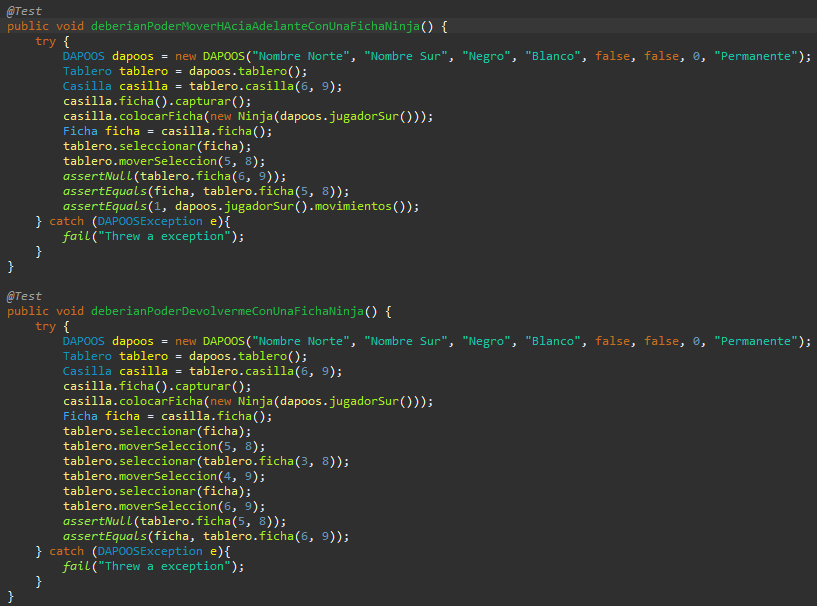 @Test
public void deberianPoderMoverHAciaAdelanteConUnaFichaNinja() {
    try {
        DAPOOS dapoos = new DAPOOS("Nombre Norte", "Nombre Sur", "Negro", "Blanco", false, false, 0, "Permanente");
        Tablero tablero = dapoos.tablero();
        Casilla casilla = tablero.casilla(6, 9);
        casilla.ficha().capturar();
        casilla.colocarFicha(new Ninja(dapoos.jugadorSur()));
        Ficha ficha = casilla.ficha();
        tablero.seleccionar(ficha);
        tablero.moverSeleccion(5, 8);
        assertNull(tablero.ficha(6, 9));
        assertEquals(ficha, tablero.ficha(5, 8));
        assertEquals(1, dapoos.jugadorSur().movimientos());
    } catch (DAPOOSException e){
        fail("Threw a exception");
    }
}
@Test
public void deberianPoderDevolvermeConUnaFichaNinja() {
    try {
        DAPOOS dapoos = new DAPOOS("Nombre Norte", "Nombre Sur", "Negro", "Blanco", false, false, 0, "Permanente");
        Tablero tablero = dapoos.tablero();
        Casilla casilla = tablero.casilla(6, 9);
        casilla.ficha().capturar();
        casilla.colocarFicha(new Ninja(dapoos.jugadorSur()));
        Ficha ficha = casilla.ficha();
        tablero.seleccionar(ficha);
        tablero.moverSeleccion(5, 8);
        tablero.seleccionar(tablero.ficha(3, 8));
        tablero.moverSeleccion(4, 9);
        tablero.seleccionar(ficha);
        tablero.moverSeleccion(6, 9);
        assertNull(tablero.ficha(5, 8));
        assertEquals(ficha, tablero.ficha(6, 9));
    } catch (DAPOOSException e){
        fail("Threw a exception");
    }
}